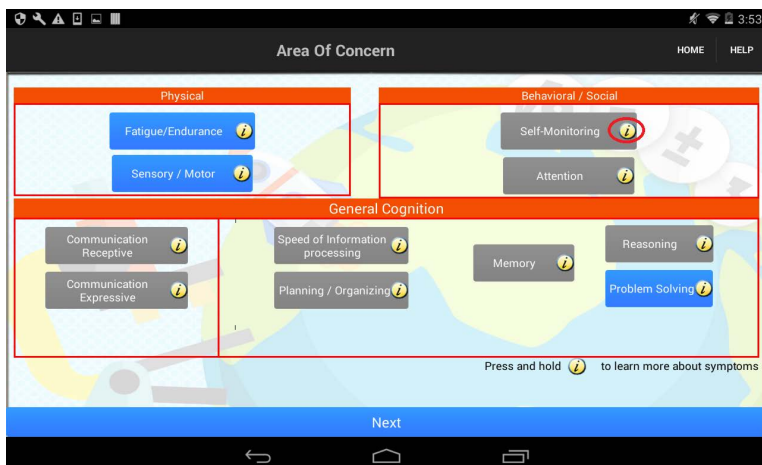 3:53
Area Of Concern
HOME
HELP
Physical
Behavioral / Social
Fatigue/Endurance
Self-Monitoring
Sensory / Motor
Attention
General Cognition
Communication
Receptive
Speed of Information
processing
Memory
Reasoning
Communication
Expressive
Planning / Organizing
Problem Solving
Press and hold i to learn more about symptoms
Next